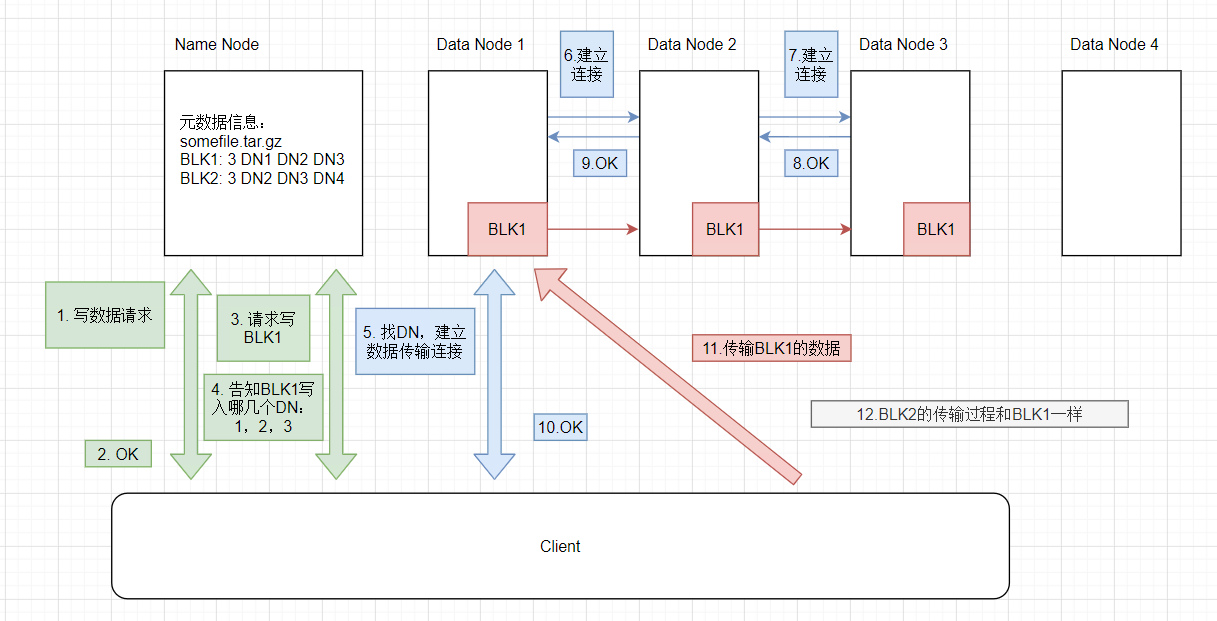 Name Node
Data Node 1
Data Node 2
Data Node 3
Data Node 4
6.建立
连接
7.建立
连接
元数据信息：
somefile.tar.gz
BLK1: 3 DN1 DN2 DN3
BLK2: 3 DN2 DN3 DN4
9.OK
8.OK
BLK1
BLK1
BLK1
1. 写数据请求
3. 请求写
BLK1
5. 找DN，建立
数据传输连接
4. 告知BLK1写
入哪几个DN：
1，2，3
11.传输BLK1的数据
12.BLK2的传输过程和BLK1一样
2. OK
10.OK
Client